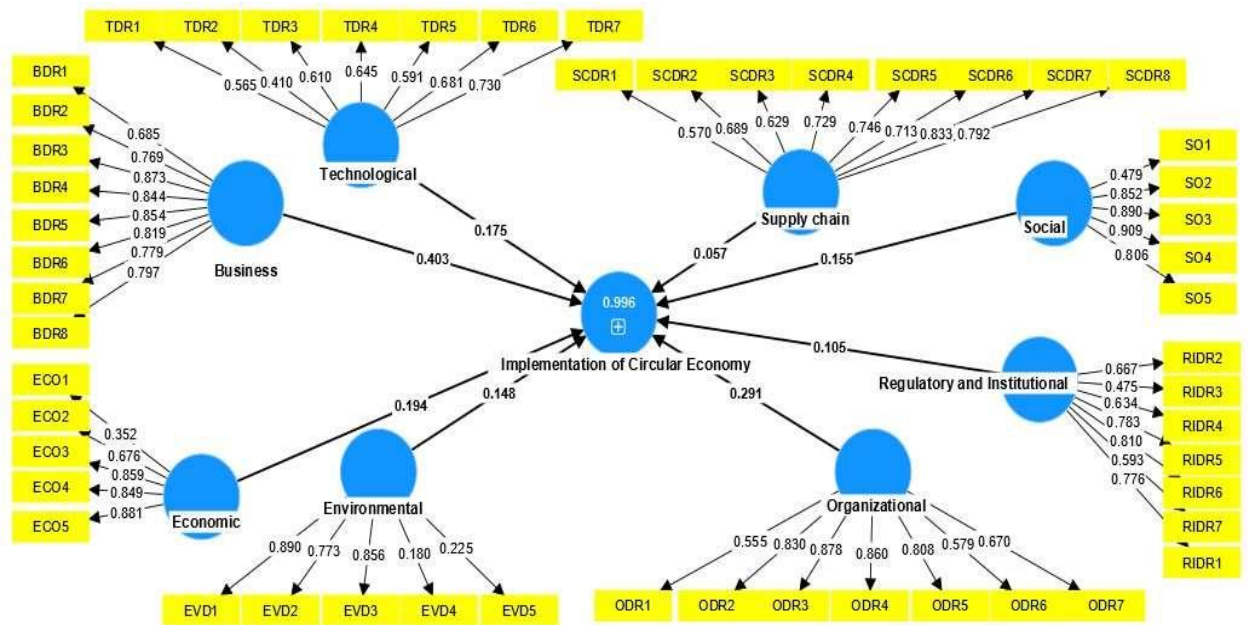 TDR1 TDR2 TDR3 TDR4 TDR5 TDR6 TDR7
0.565 0.410 0.610 0.645 0.591 0.681 0.730
Technological
SCDR1 SCDR2 SCDR3 SCDR4 SCDR5 SCDR6 SCDR7 SCDR8
0.570 0.689 0.629 0.729 0.746 0.713 0.833 0.792
Supply chain
BDR1
BDR2
BDR3
BDR4
BDR5
BDR6
BDR7
BDR8
0.685
0.769
0.873
0.844
0.854
0.819
0.779
0.797
Business
SO1
SO2
SO3
SO4
SO5
0.479
0.852
0.890
0.909
0.806
Social
0.175
0.403
0.057
0.155
0.996
Implementation of Circular Economy
0.105
0.194
0.148
0.291
Regulatory and Institutional
0.667
0.475
0.634
0.783
0.810
0.593
0.776
RIDR2
RIDR3
RIDR4
RIDR5
RIDR6
RIDR7
RIDR1
ECO1
ECO2
ECO3
ECO4
ECO5
0.352
0.676
0.859
0.849
0.881
Economic
Environmental
0.890 0.773 0.856 0.180 0.225
EVD1 EVD2 EVD3 EVD4 EVD5
Organizational
0.555 0.830 0.878 0.860 0.808 0.579 0.670
ODR1 ODR2 ODR3 ODR4 ODR5 ODR6 ODR7